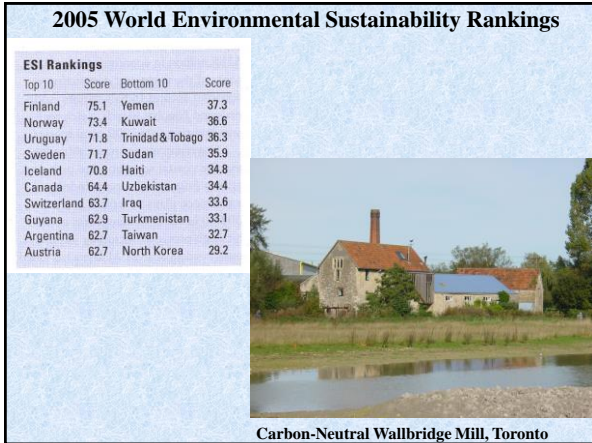 2005 World Environmental Sustainability Rankings
ESI Rankings
Top 10 Score Bottom 10 Score
Finland 75.1 Yemen 37.3
Norway 73.4 Kuwait 36.6
Uruguay 71.8 Trinidad & Tobago 36.3
Sweden 71.7 Sudan 35.9
Iceland 70.8 Haiti 34.8
Canada 64.4 Uzbekistan 34.4
Switzerland 63.7 Iraq 33.6
Guyana 62.9 Turkmenistan 33.1
Argentina 62.7 Taiwan 32.7
Austria 62.7 North Korea 29.2
Carbon-Neutral Wallbridge Mill, Toronto